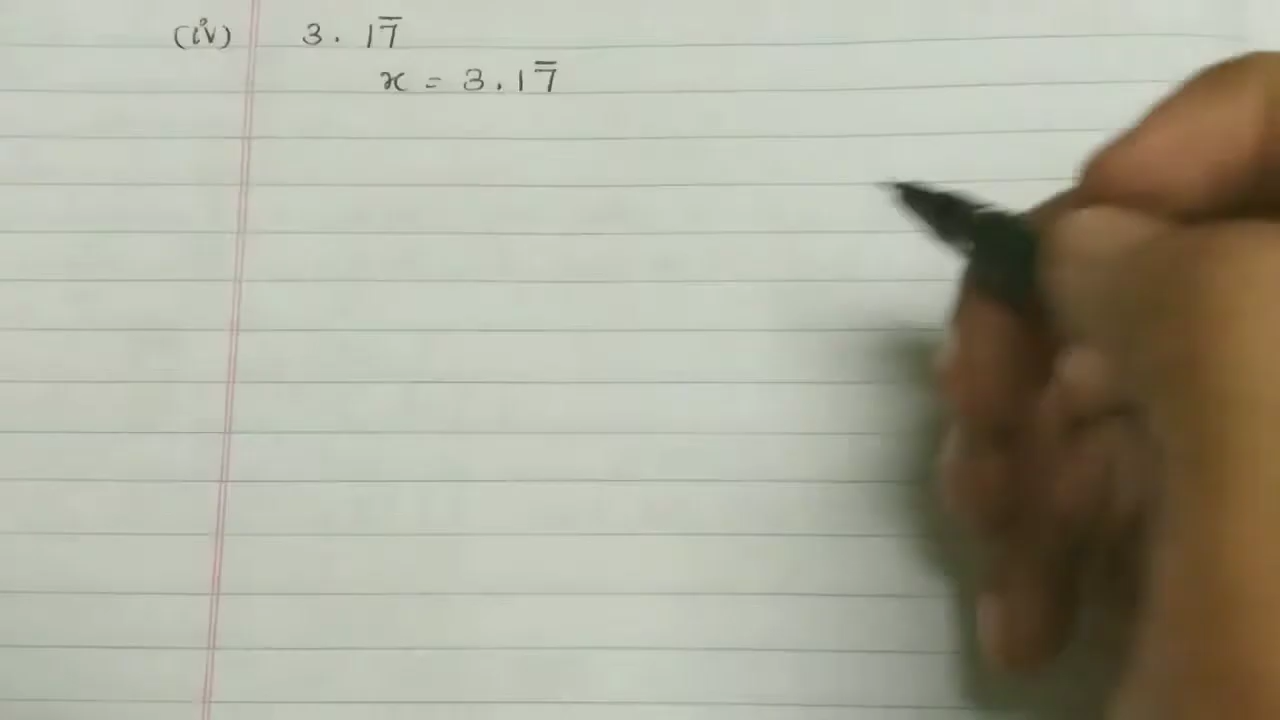 (iv) 3.17̅
x = 3.17̅